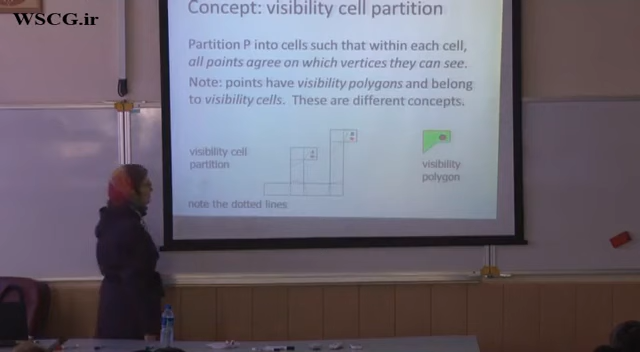 WSCG.ir
Concept: visibility cell partition
Partition P into cells such that within each cell,
all points agree on which vertices they can see.
Note: points have visibility polygons and belong
to visibility cells. These are different concepts.
visibility cell
partition
visibility
polygon
note the dotted lines